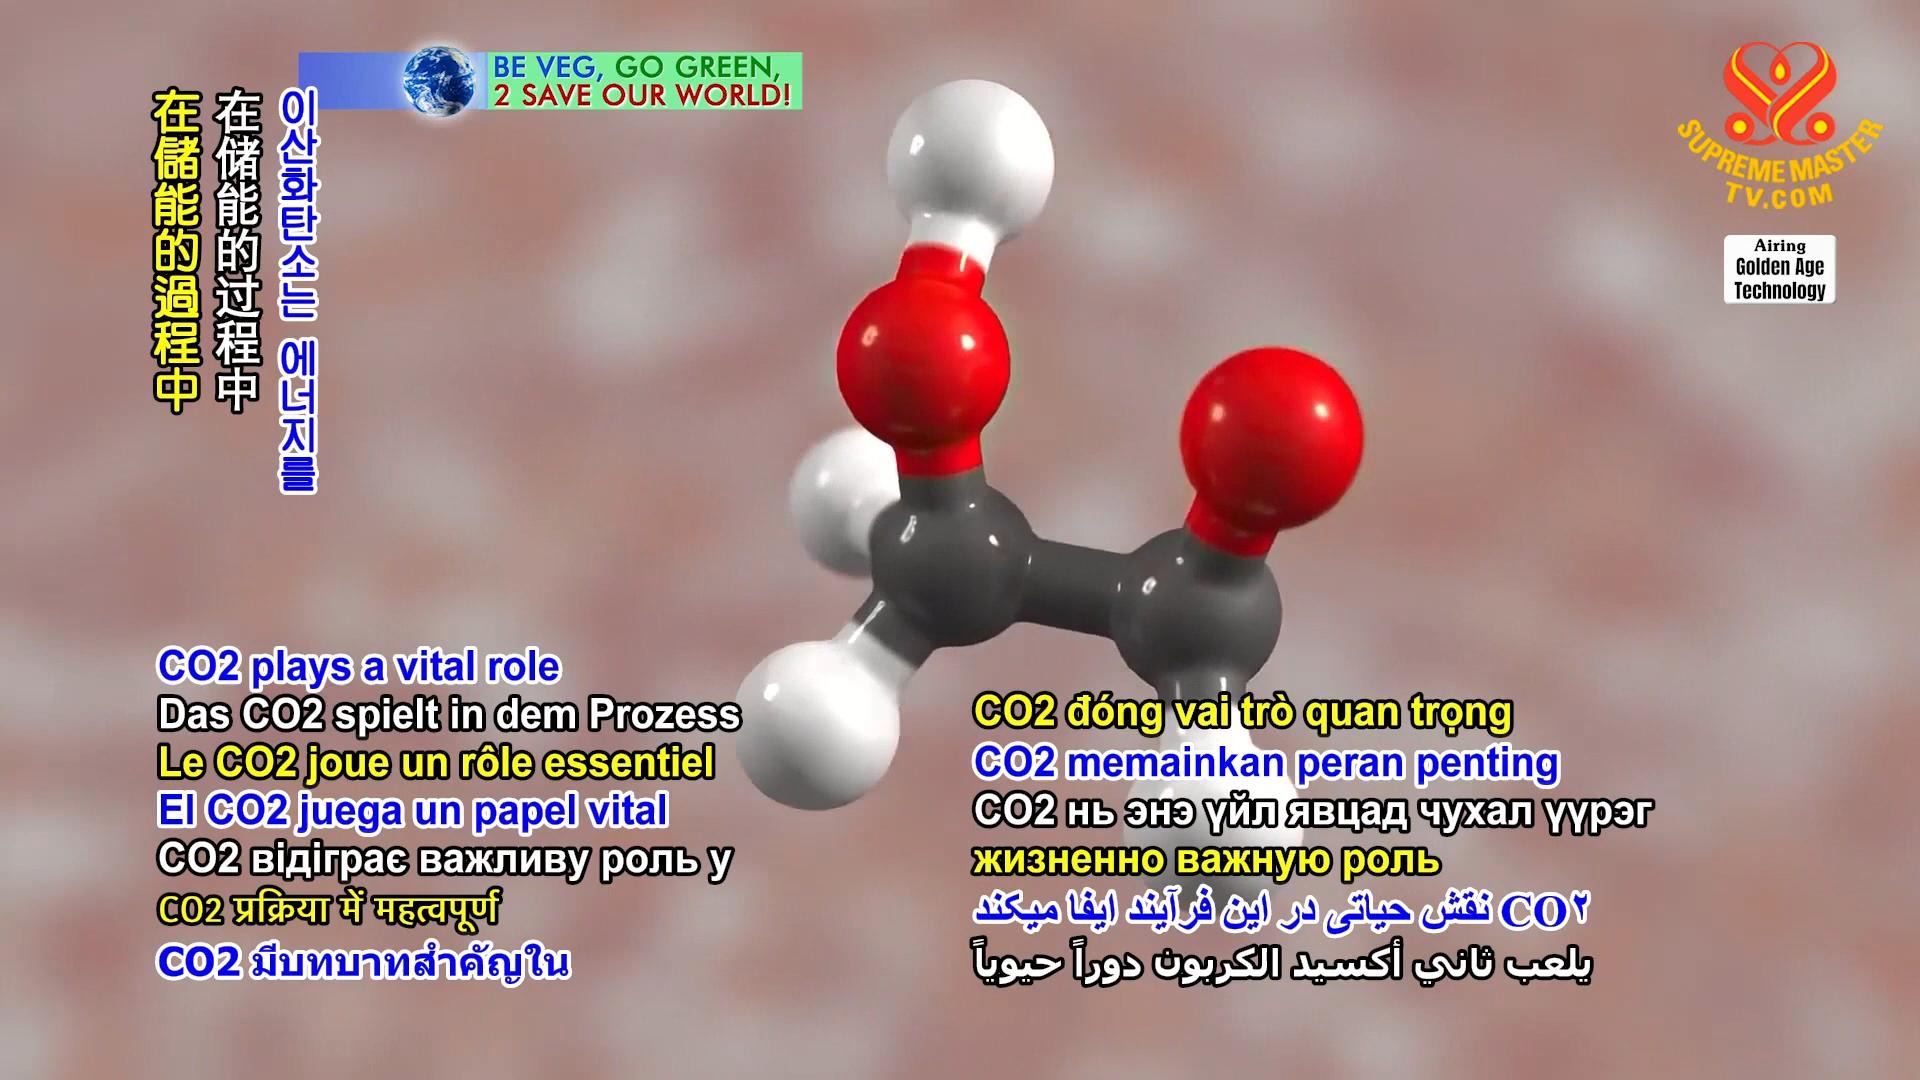 BE VEG, GO GREEN,
2 SAVE OUR WORLD!
SUPREME MASTER
TV.COM
Airing
Golden Age
Technology
이산화탄소는 에너지를
在储能的过程中
在儲能的過程中
CO2 plays a vital role
Das CO2 spielt in dem Prozess
Le CO2 joue un rôle essentiel
El CO2 juega un papel vital
CO2 відіграє важливу роль у
CO2 प्रक्रिया में महत्वपूर्ण
CO2 มีบทบาทสำคัญใน
CO2 đóng vai trò quan trọng
CO2 memainkan peran penting
CO2 нь энэ үйл явцад чухал үүрэг
жизненно важную роль
CO۲ نقش حیاتی در این فرآیند ایفا میکند
يلعب ثاني أكسيد الكربون دوراً حيوياً